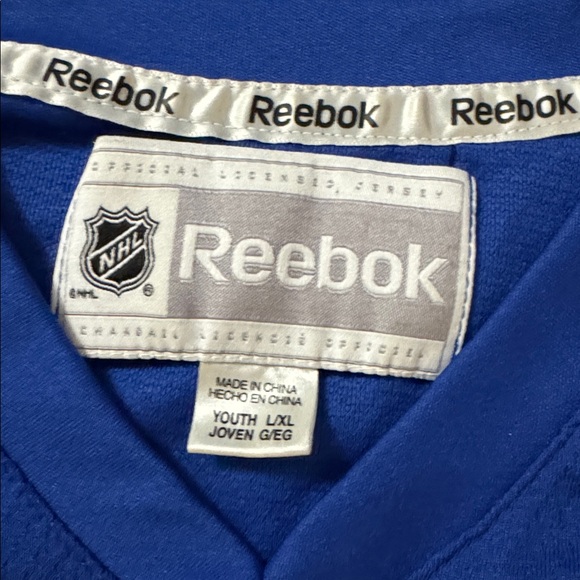 Reebok Reebok Reebok
OFFICIAL LICENSED JERSEY
NHL Reebok
©NHL ®
CHANDAIL LICENCIÉ OFFICIEL
MADE IN CHINA
HECHO EN CHINA
YOUTH L/XL
JOVEN G/EG